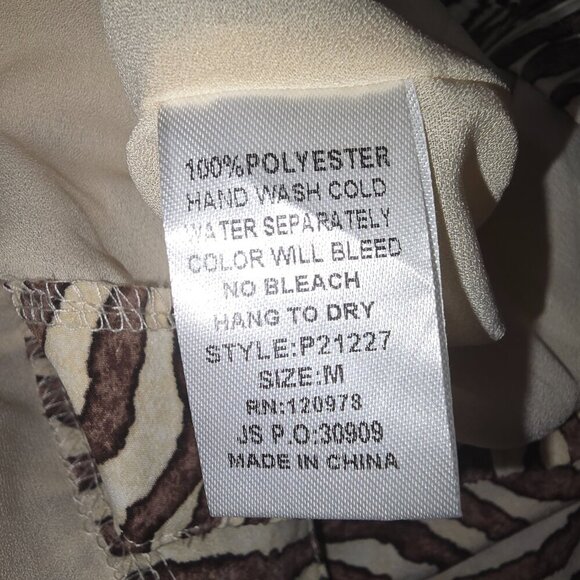 100%POLYESTER
HAND WASH COLD
WATER SEPARATELY
COLOR WILL BLEED
NO BLEACH
HANG TO DRY
STYLE:P21227
SIZE:M
RN:120978
JS P.O:30909
MADE IN CHINA